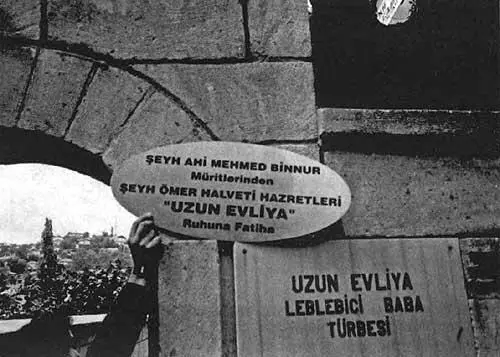 ŞEYH AHİ MEHMED BİNNUR
Müritlerinden
ŞEYH ÖMER HALVETİ HAZRETLERİ
"UZUN EVLİYA"
Ruhuna Fatiha
UZUN EVLİYA
LEBLEBİCİ BABA
TÜRBESİ